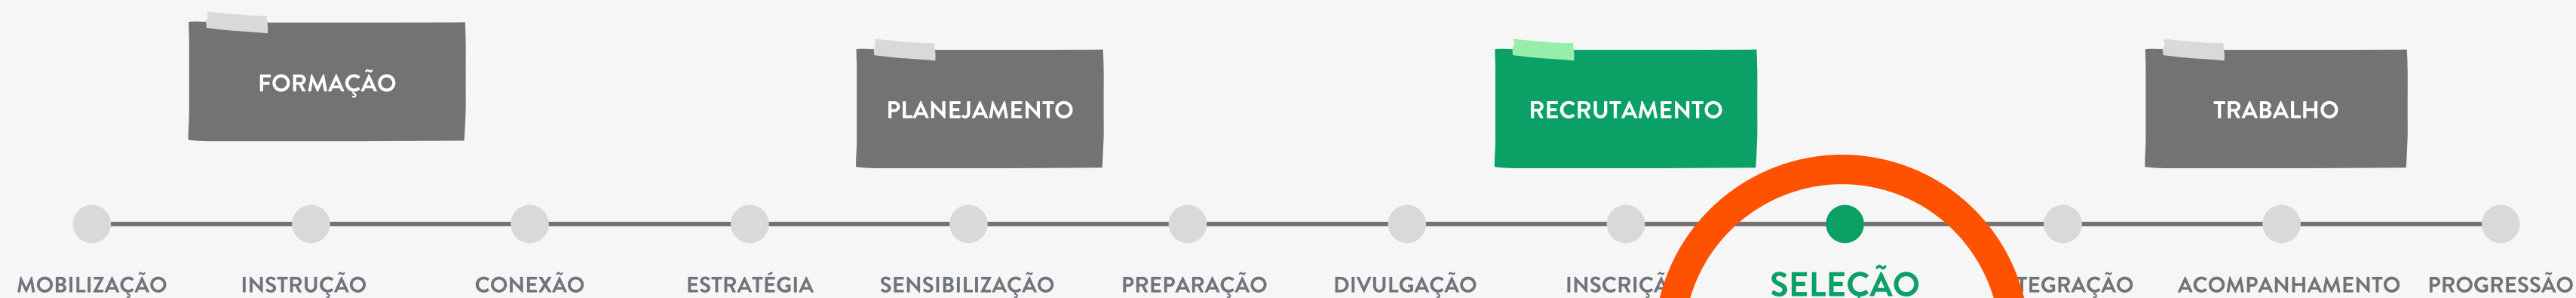 FORMAÇÃO
PLANEJAMENTO
RECRUTAMENTO
TRABALHO
MOBILIZAÇÃO INSTRUÇÃO CONEXÃO ESTRATÉGIA SENSIBILIZAÇÃO PREPARAÇÃO DIVULGAÇÃO SELEÇÃO ACOMPANHAMENTO PROGRESSÃO